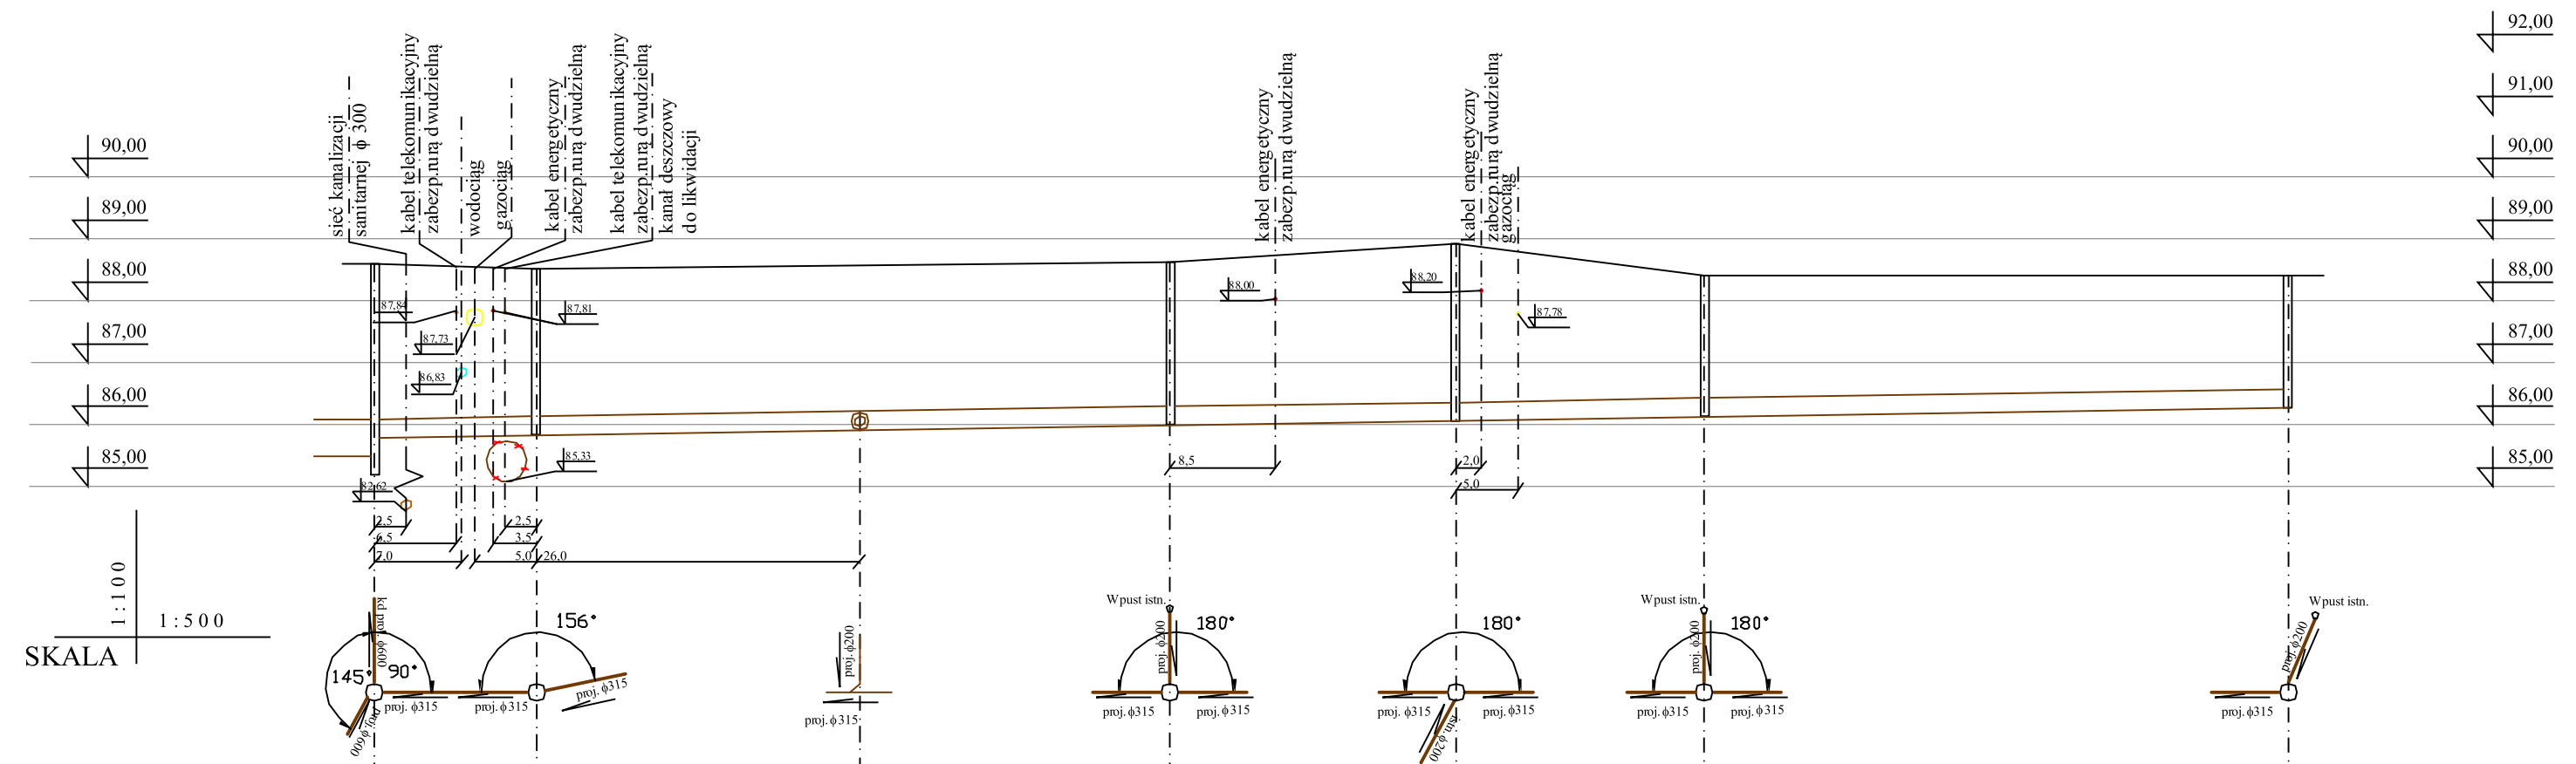 92,00
91,00
90,00
89,00
88,00
87,00
86,00
85,00
90,00
89,00
88,00
87,00
86,00
85,00
sieć kanalizacji
sanitarnej ϕ 300
kabel telekomunikacyjny
zabezp.rurą dwudzielną
wodociąg
gazociąg
kabel energetyczny
zabezp.rurą dwudzielną
kabel telekomunikacyjny
zabezp.rurą dwudzielną
kanał deszczowy
do likwidacji
kabel energetyczny
zabezp.rurą dwudzielną
kabel energetyczny
zabezp.rurą dwudzielną
gazociąg
87,84
87,73
86,83
87,81
85,33
82,62
88,00
88,20
87,78
2,5
6,5
7,0
2,5
3,5
5,0
26,0
8,5
2,0
5,0
1:100
1:500
SKALA
145°
90°
kd proj. ϕ600
proj. ϕ600
proj. ϕ315
156°
proj. ϕ315
proj. ϕ315
proj. ϕ200
proj. ϕ315
Wpust istn.
proj. ϕ200
180°
proj. ϕ315
proj. ϕ315
180°
proj. ϕ315
proj. ϕ315
istn. ϕ200
Wpust istn.
proj. ϕ200
180°
proj. ϕ315
proj. ϕ315
Wpust istn.
proj. ϕ200
proj. ϕ315